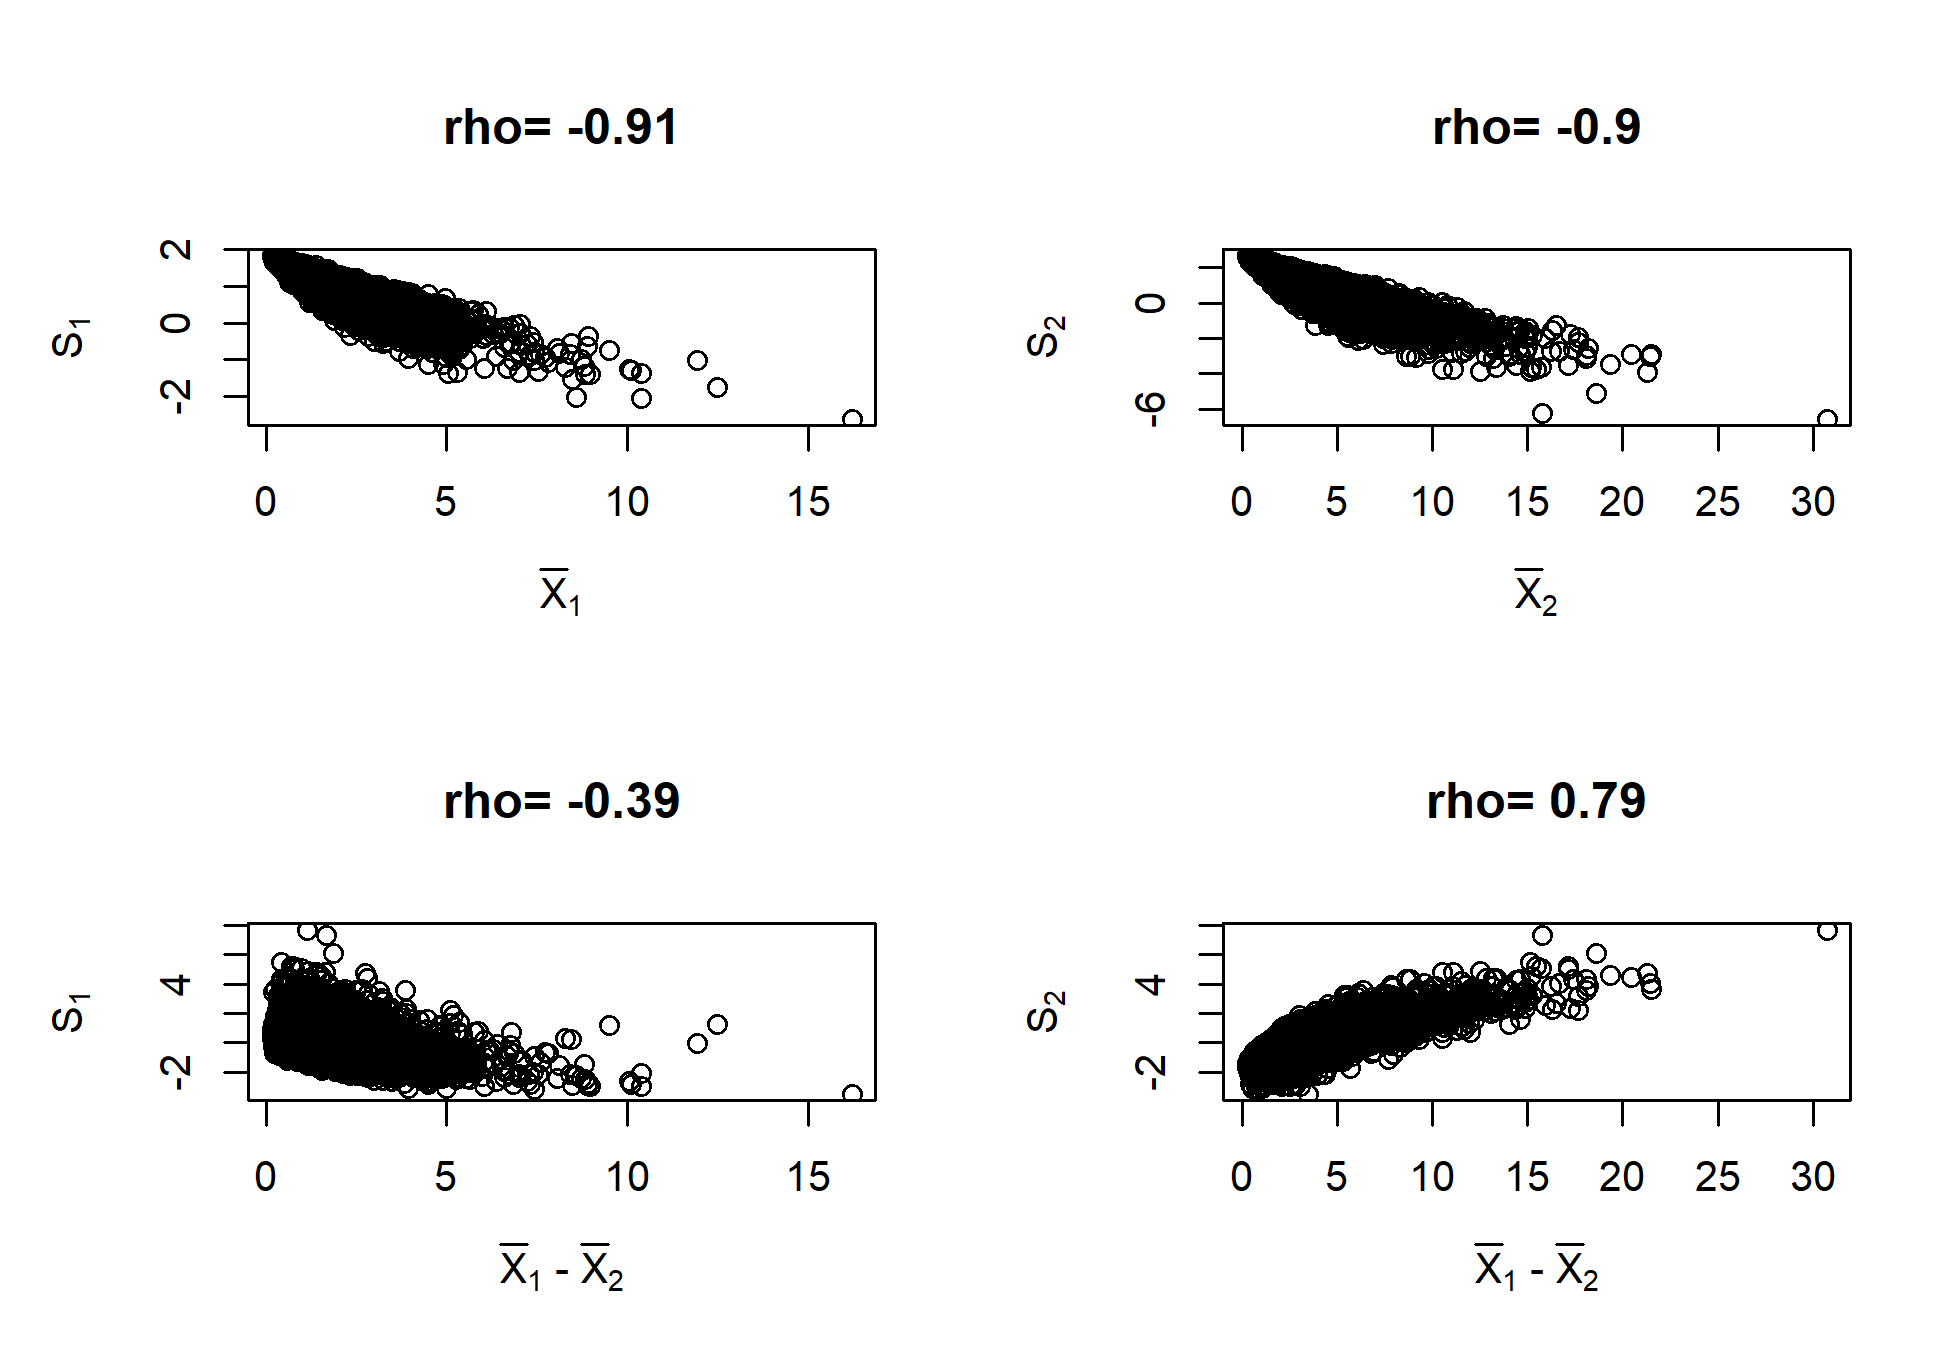 rho= -0.91
S₁
2
0
-2
0 5 10 15
X̅₁
rho= -0.9
S₂
0
-6
0 5 10 15 20 25 30
X̅₂
rho= -0.39
S₁
4
-2
0 5 10 15
X̅₁ - X̅₂
rho= 0.79
S₂
4
-2
0 5 10 15 20 25 30
X̅₁ - X̅₂